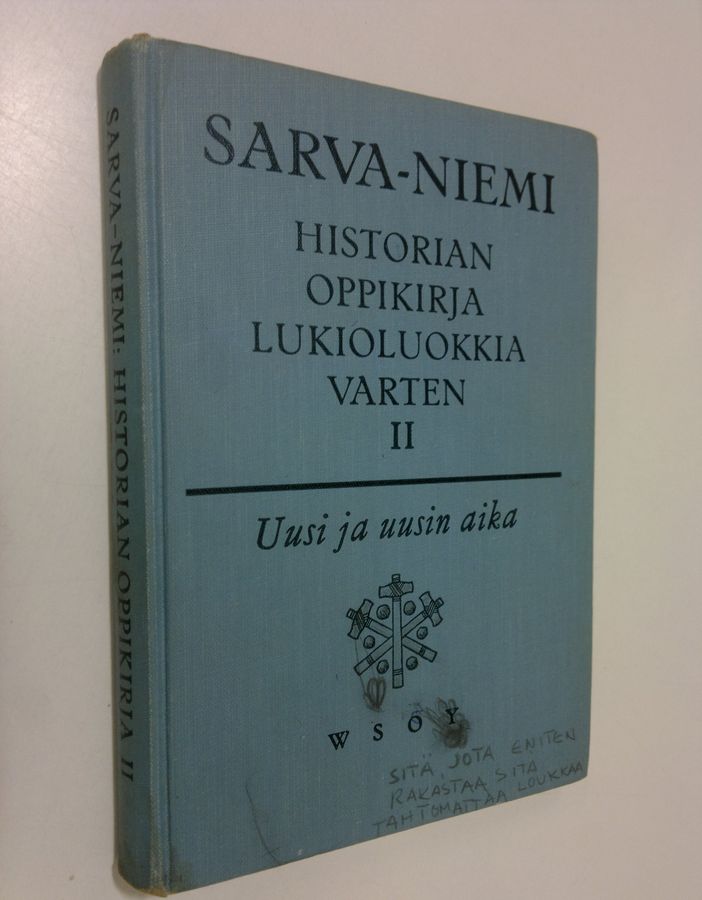 SARVA-NIEMI: HISTORIAN OPPIKIRJA II
SARVA-NIEMI
HISTORIAN
OPPIKIRJA
LUKIOLUOKKIA
VARTEN
II
Uusi ja uusin aika
WSOY
SITÄ, JOTA ENITEN
RAKASTAA SITÄ
TAHTOMATTAA LOUKKAA